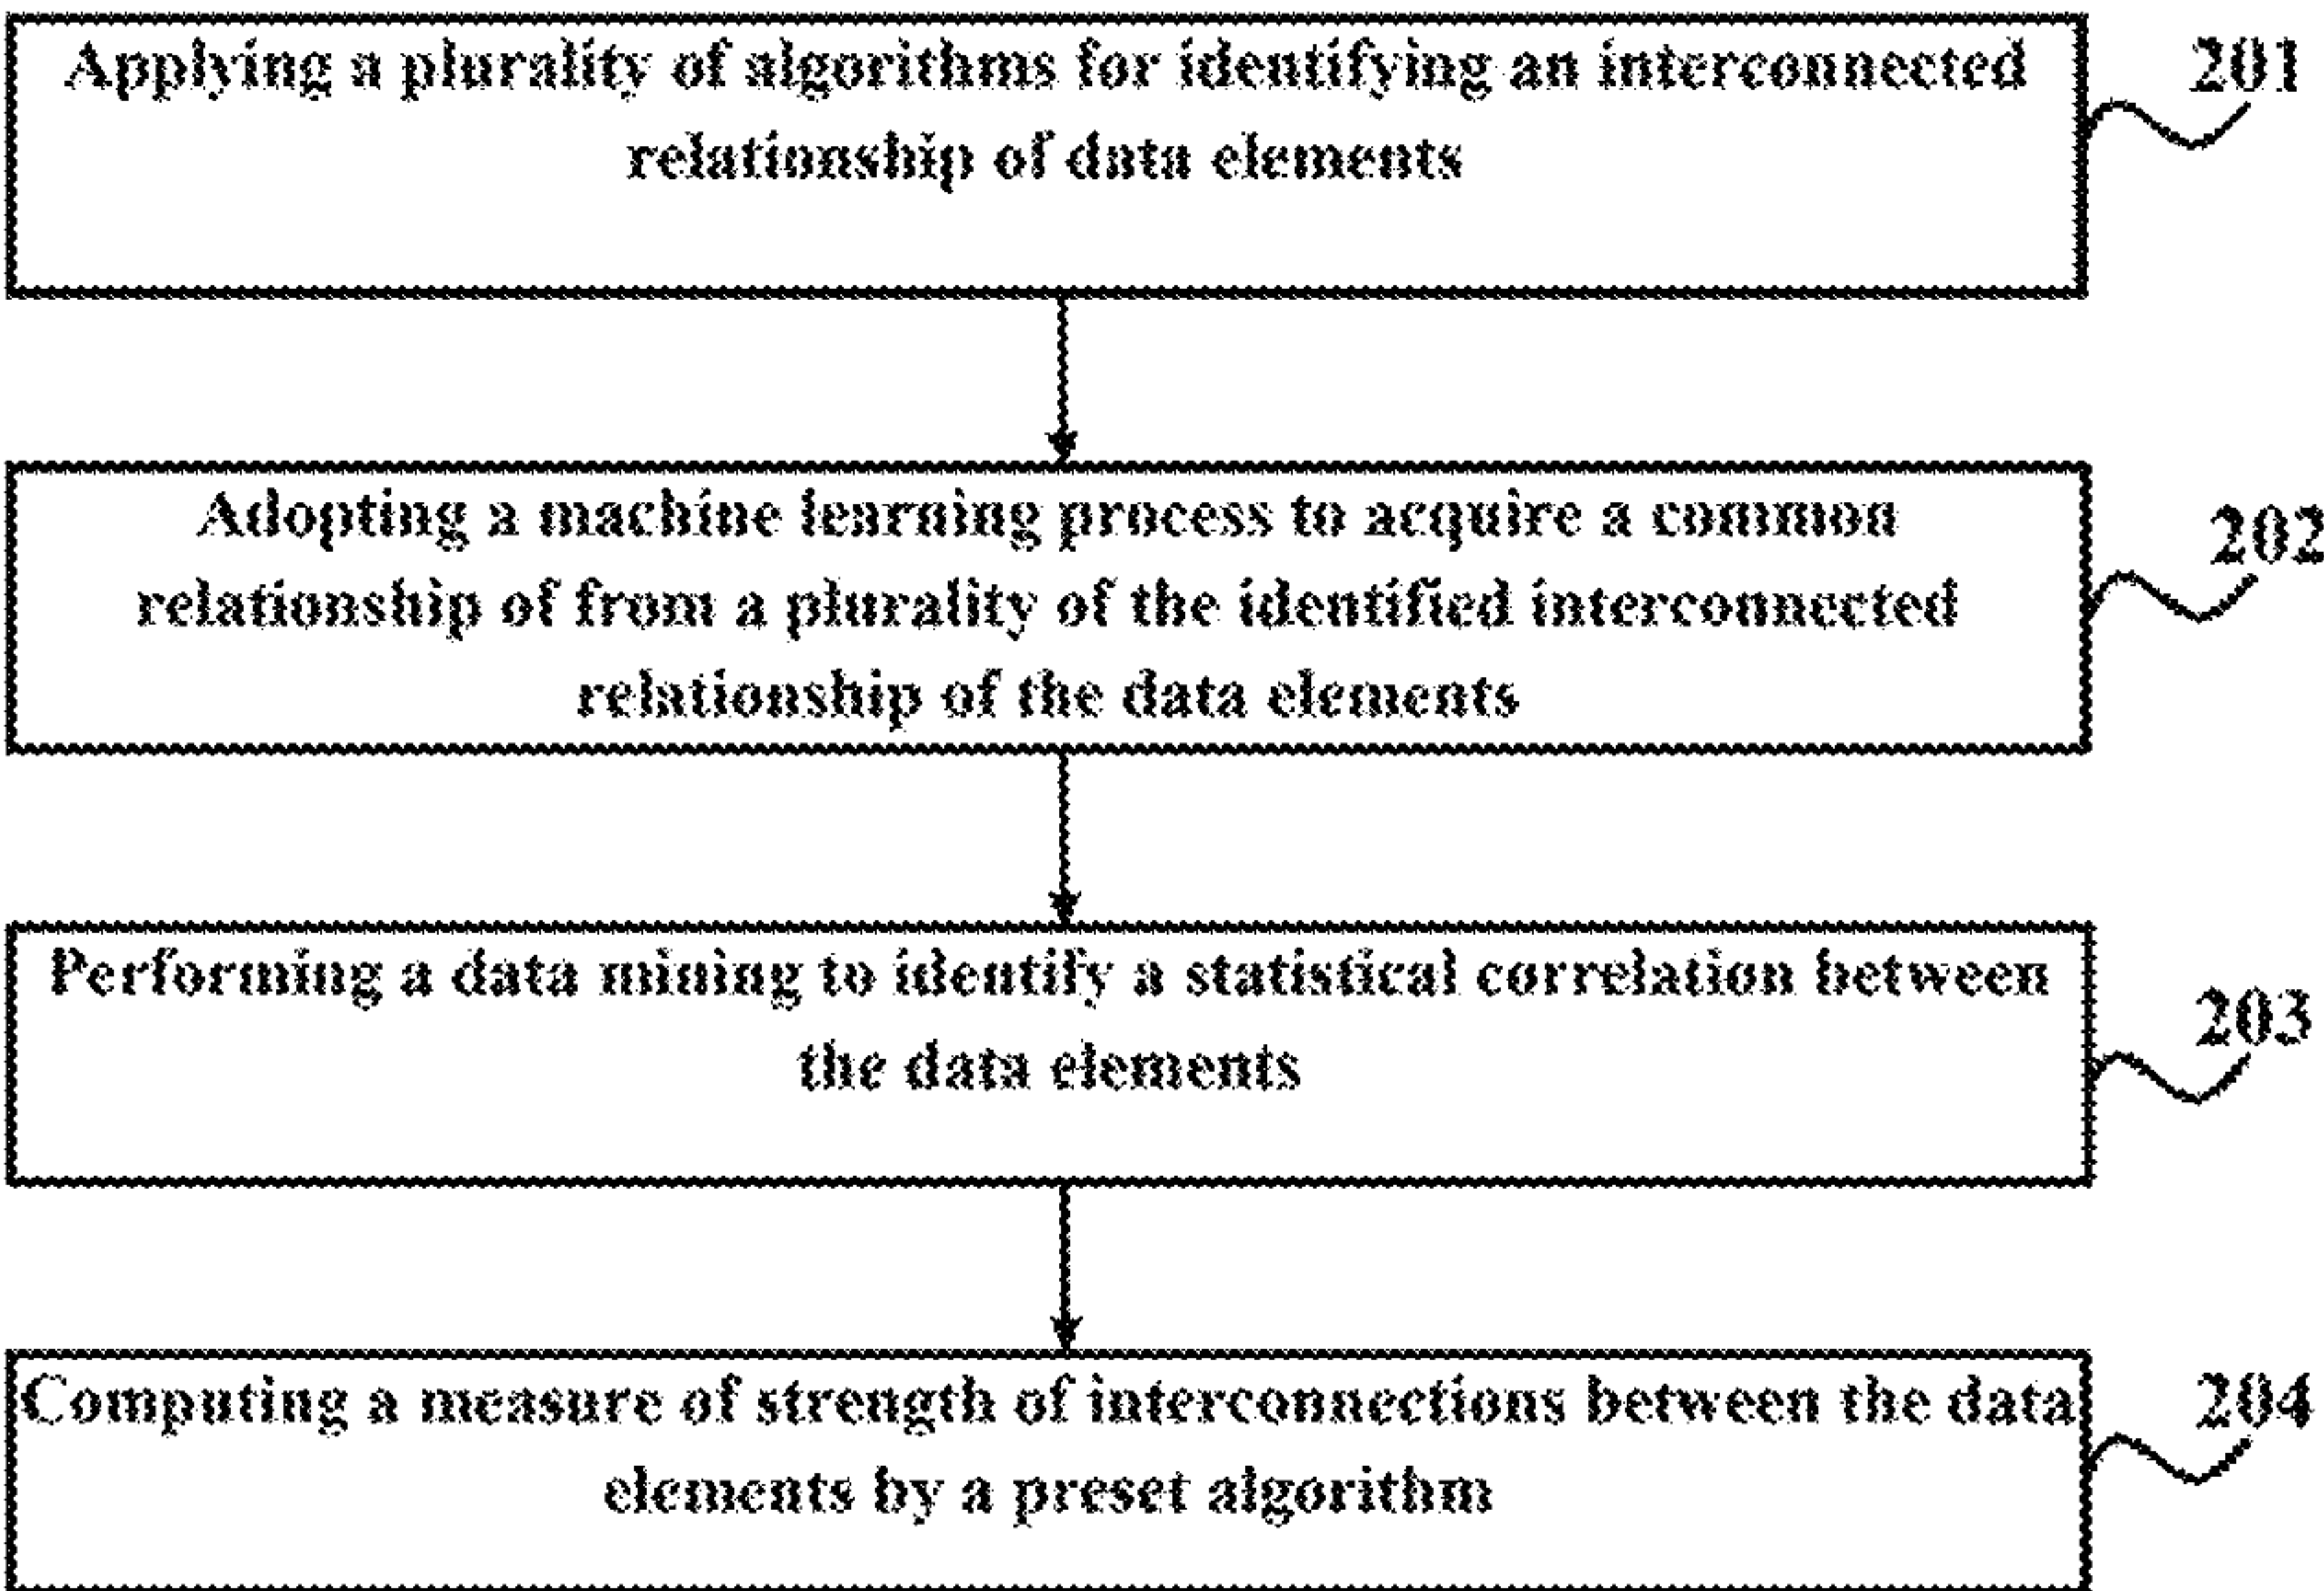 Applying a plurality of algorithms for identifying an interconnected
201
relationship of data elements
Adopting a machine learning process to acquire a common
202
relationship of from a plurality of the identified interconnected
relationship of the data elements
Performing a data mining to identify a statistical correlation between
203
the data elements
Computing a measure of strength of interconnections between the data
204
elements by a preset algorithm